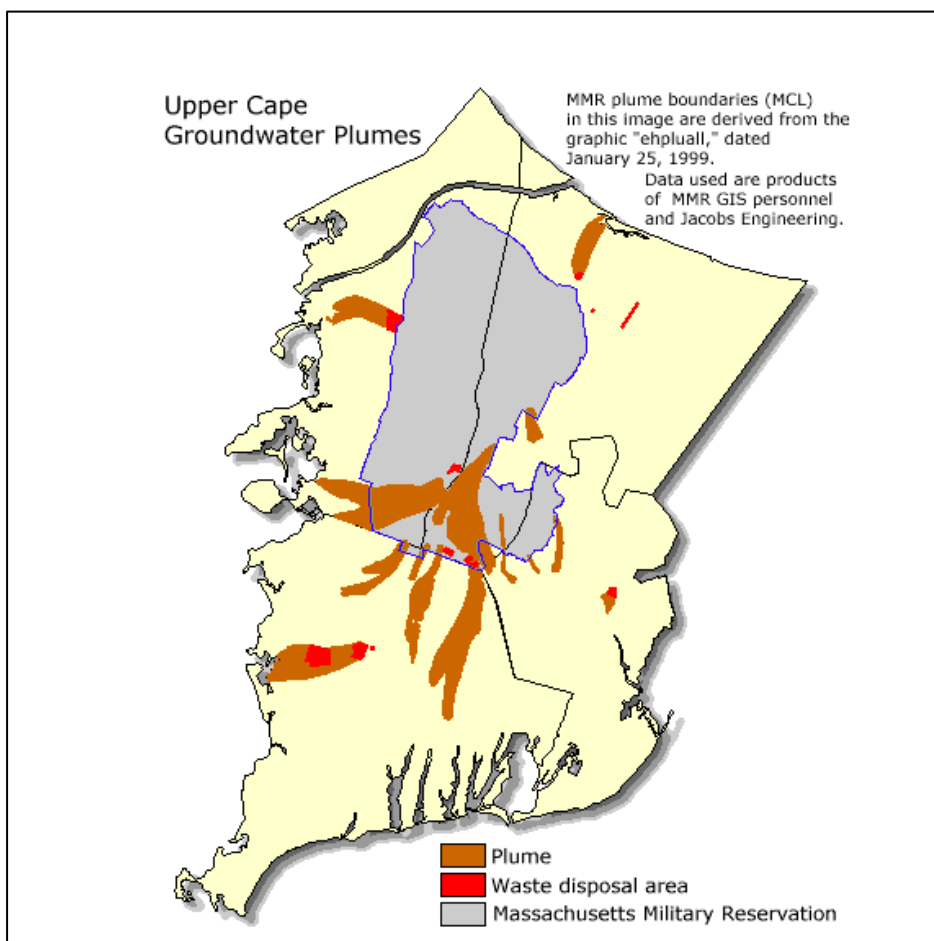 Upper Cape
Groundwater Plumes
MMR plume boundaries (MCL)
in this image are derived from the
graphic "ehpluall," dated
January 25, 1999.
Data used are products
of MMR GIS personnel
and Jacobs Engineering.
Plume
Waste disposal area
Massachusetts Military Reservation